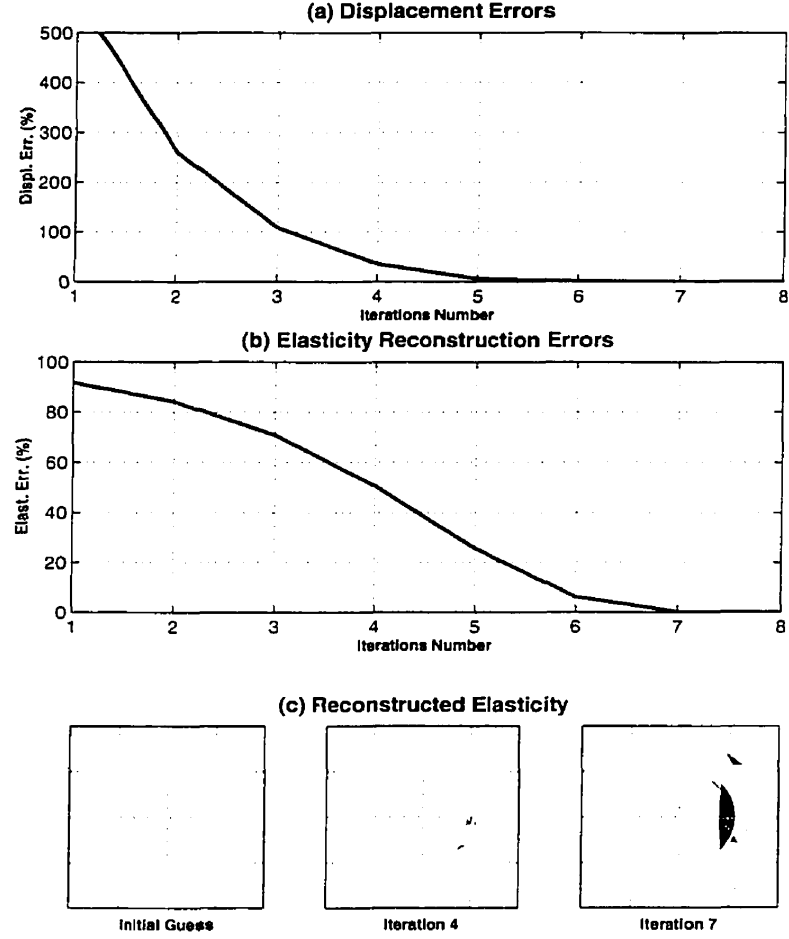 (a) Displacement Errors
500
400
300
200
100
0
Displ. Err. (%)
1 2 3 4 5 6 7 8
Iterations Number
(b) Elasticity Reconstruction Errors
100
80
60
40
20
0
Elast. Err. (%)
1 2 3 4 5 6 7 8
Iterations Number
(c) Reconstructed Elasticity
Initial Guess Iteration 4 Iteration 7